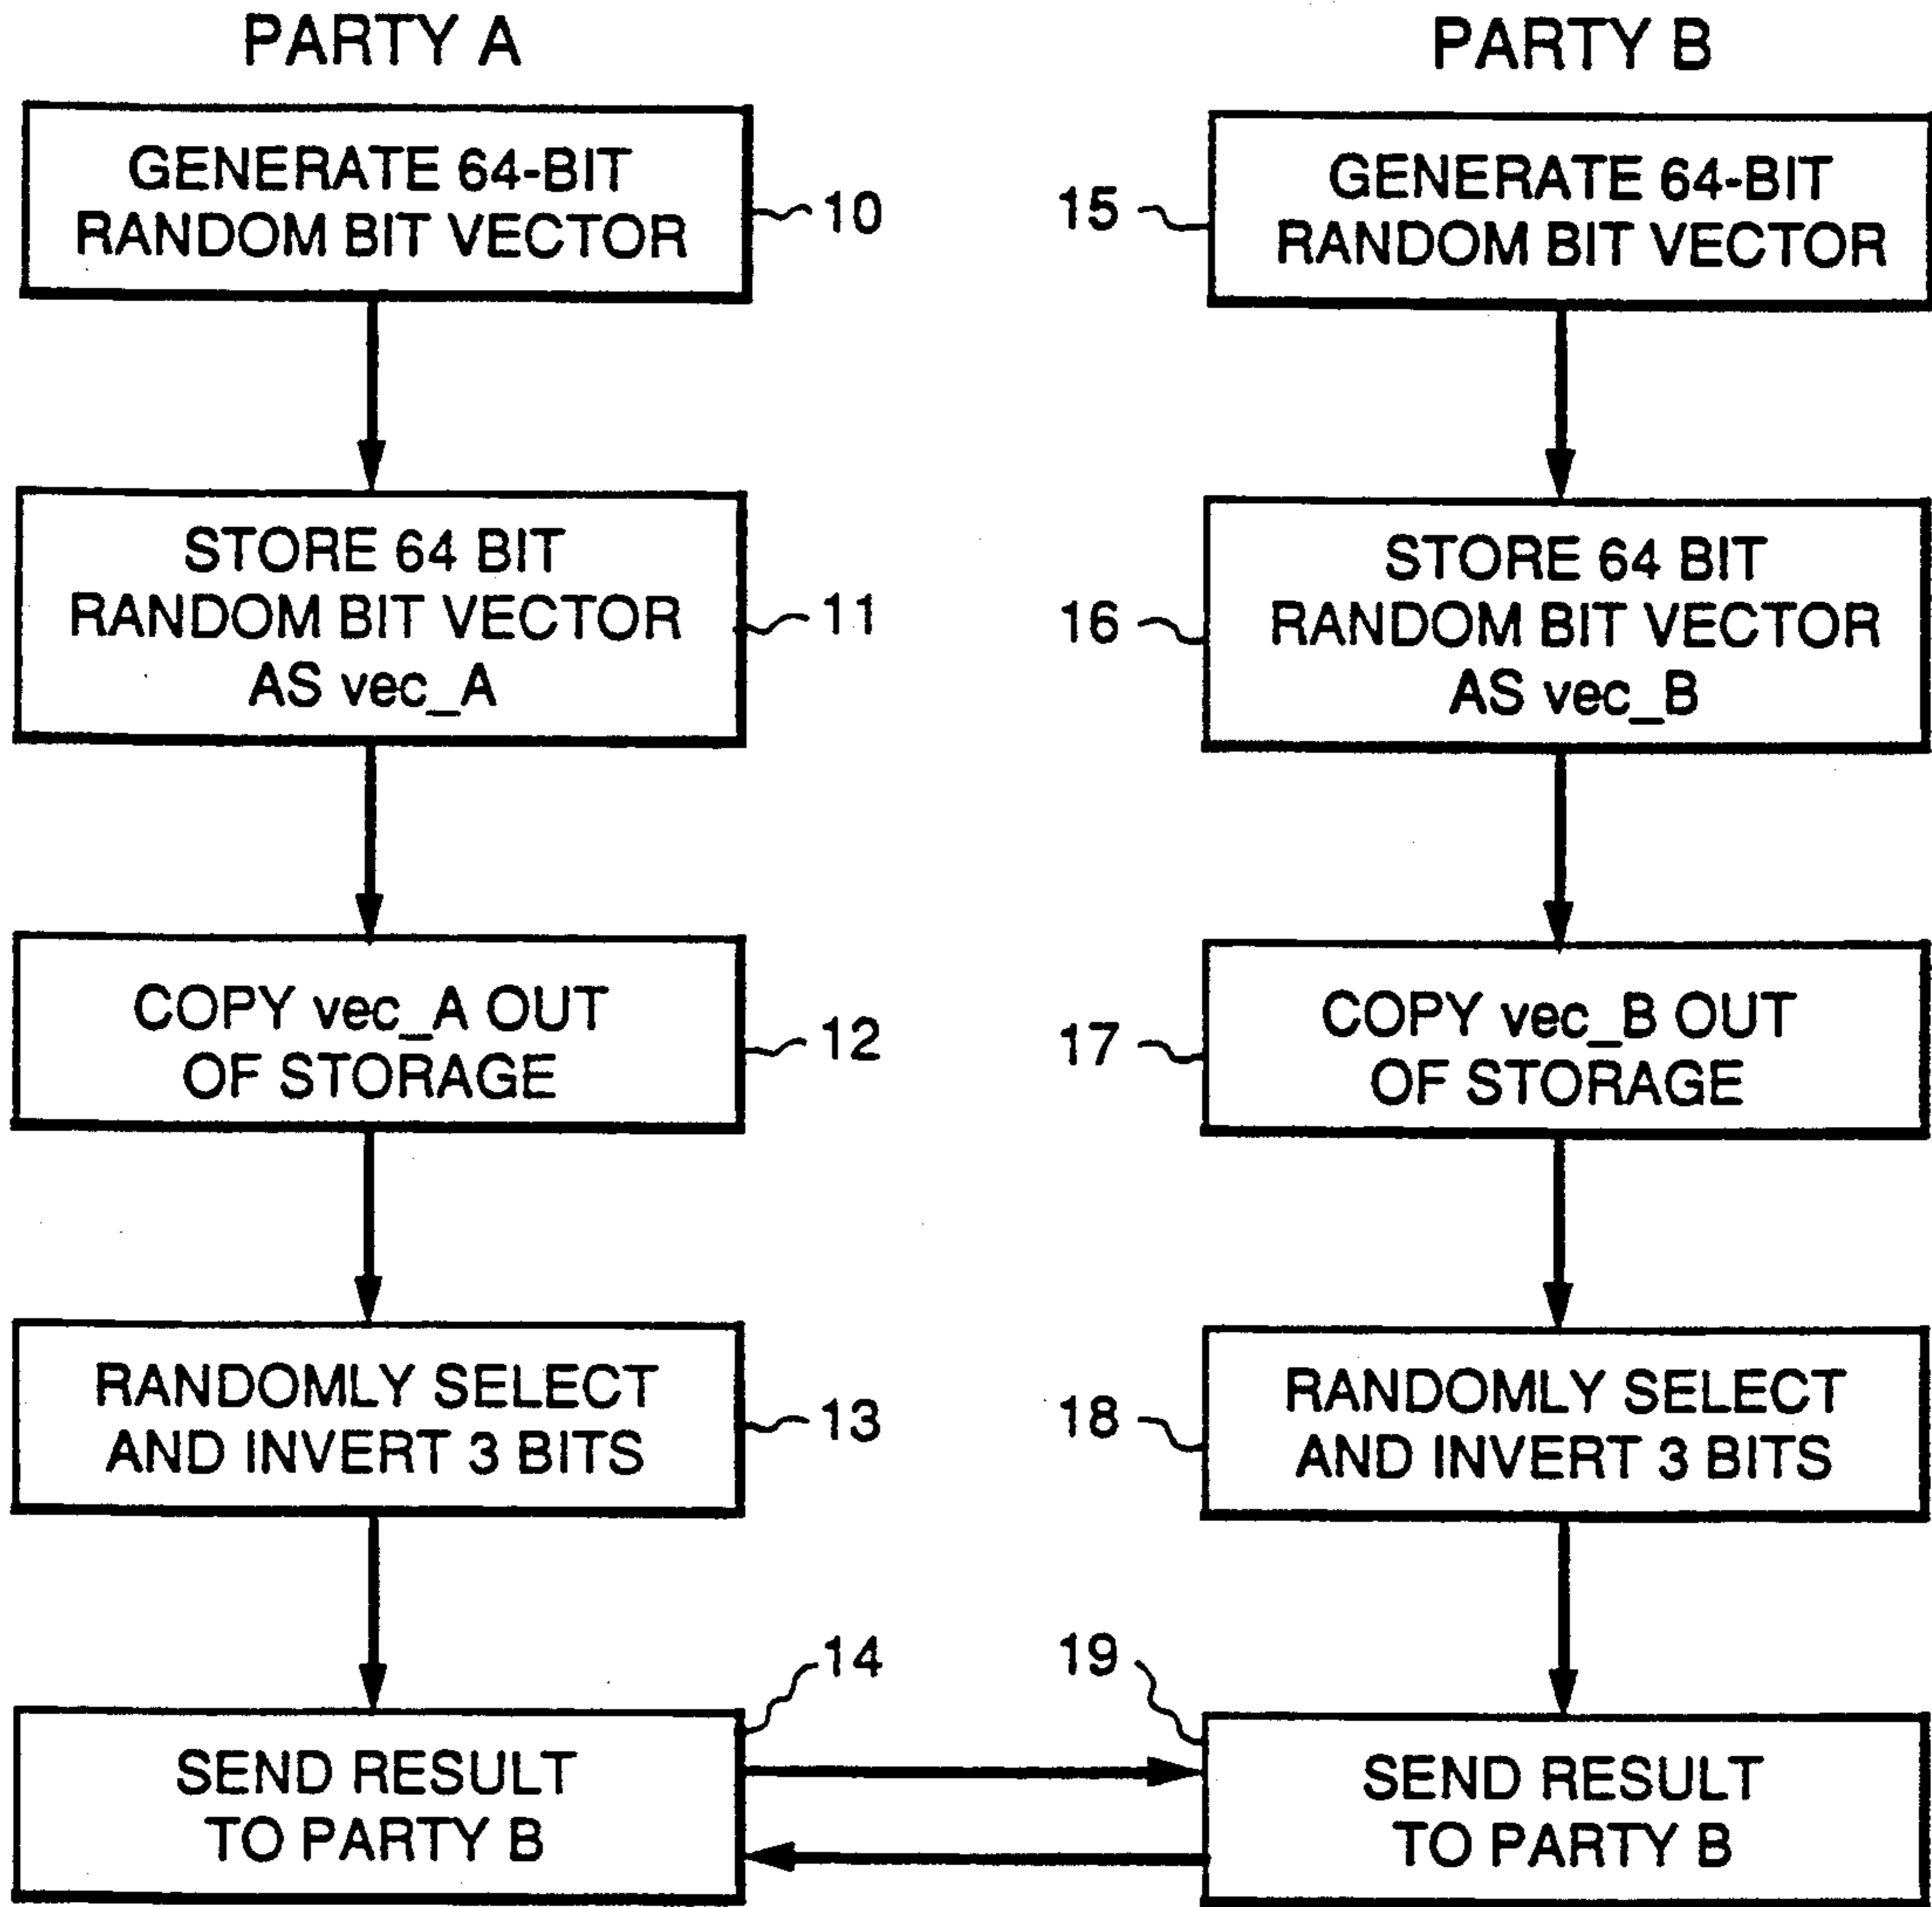 PARTY A
GENERATE 64-BIT
RANDOM BIT VECTOR
10
STORE 64 BIT
RANDOM BIT VECTOR
AS vec_A
11
COPY vec_A OUT
OF STORAGE
12
RANDOMLY SELECT
AND INVERT 3 BITS
13
SEND RESULT
TO PARTY B
14
PARTY B
GENERATE 64-BIT
RANDOM BIT VECTOR
15
STORE 64 BIT
RANDOM BIT VECTOR
AS vec_B
16
COPY vec_B OUT
OF STORAGE
17
RANDOMLY SELECT
AND INVERT 3 BITS
18
SEND RESULT
TO PARTY B
19